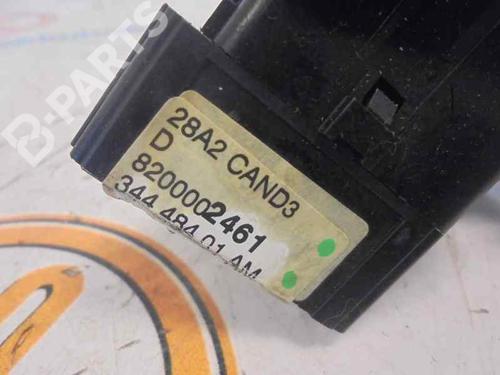 B-PARTS
28A2 CAND3
D
8200002461
344 484 01 AM